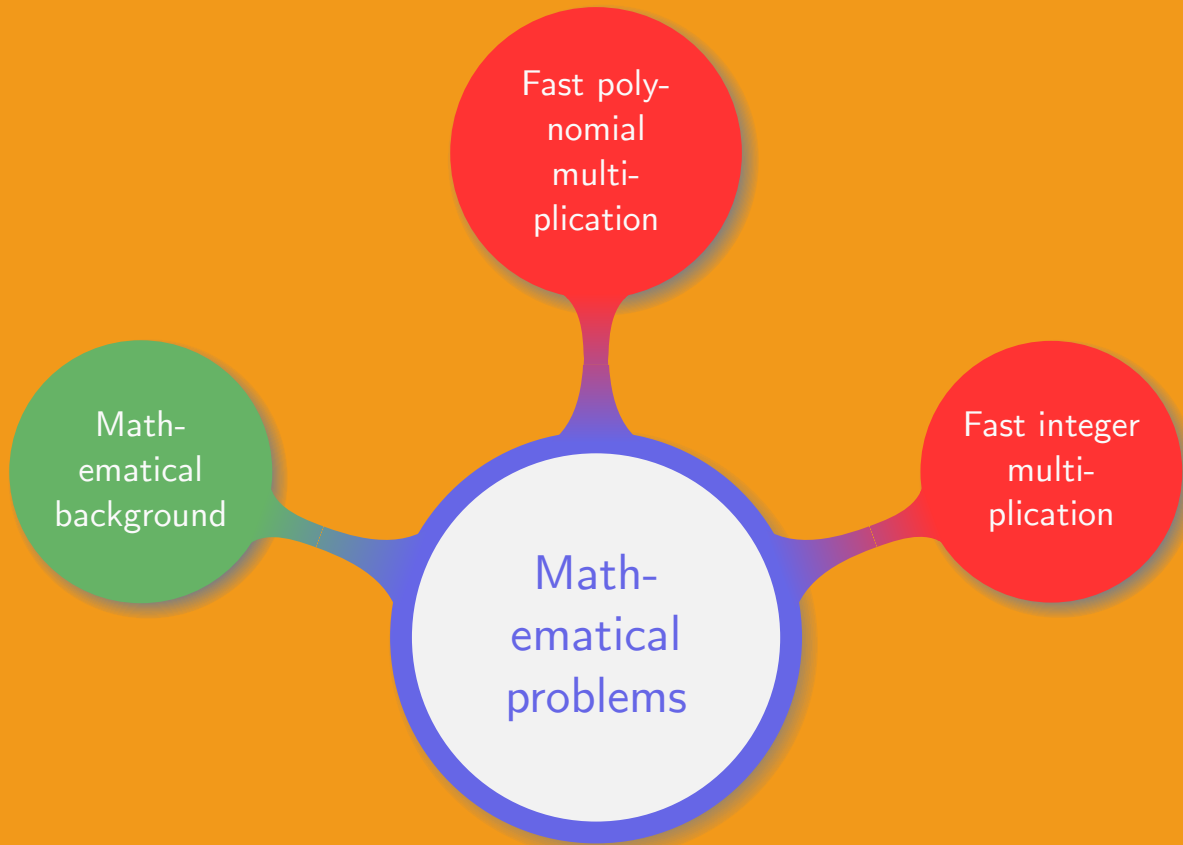 Fast poly-
nomial
multi-
plication
Math-
ematical
background
Fast integer
multi-
plication
Math-
ematical
problems